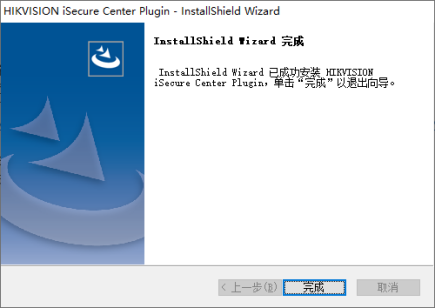 HIKVISION iSecure Center Plugin - InstallShield Wizard
InstallShield Wizard 完成
InstallShield Wizard 已成功安装 HIKVISION
iSecure Center Plugin，单击“完成”以退出向导。
< 上一步(B) 完成 取消